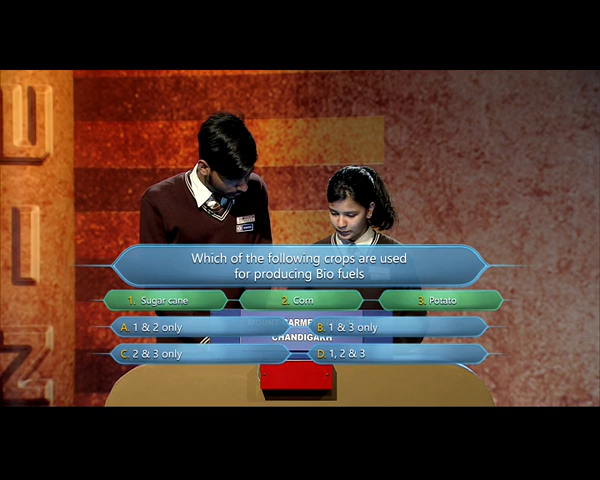 Which of the following crops are used
for producing Bio fuels
1. Sugar cane
2. Corn
3. Potato
CHANDIGARH
A. 1 & 2 only
B. 1 & 3 only
C. 2 & 3 only
D. 1, 2 & 3